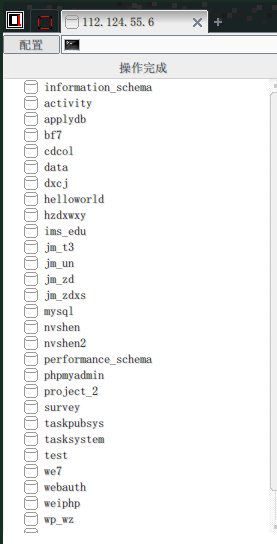 112.124.55.6
配置
操作完成
information_schema
activity
applydb
bf7
cdcol
data
dxcj
helloworld
hzdxwxy
ims_edu
jm_t3
jm_un
jm_zd
jm_zdxs
mysql
nvshen
nvshen2
performance_schema
phpmyadmin
project_2
survey
taskpubsys
tasksystem
test
we7
webauth
weiphp
wp_wz